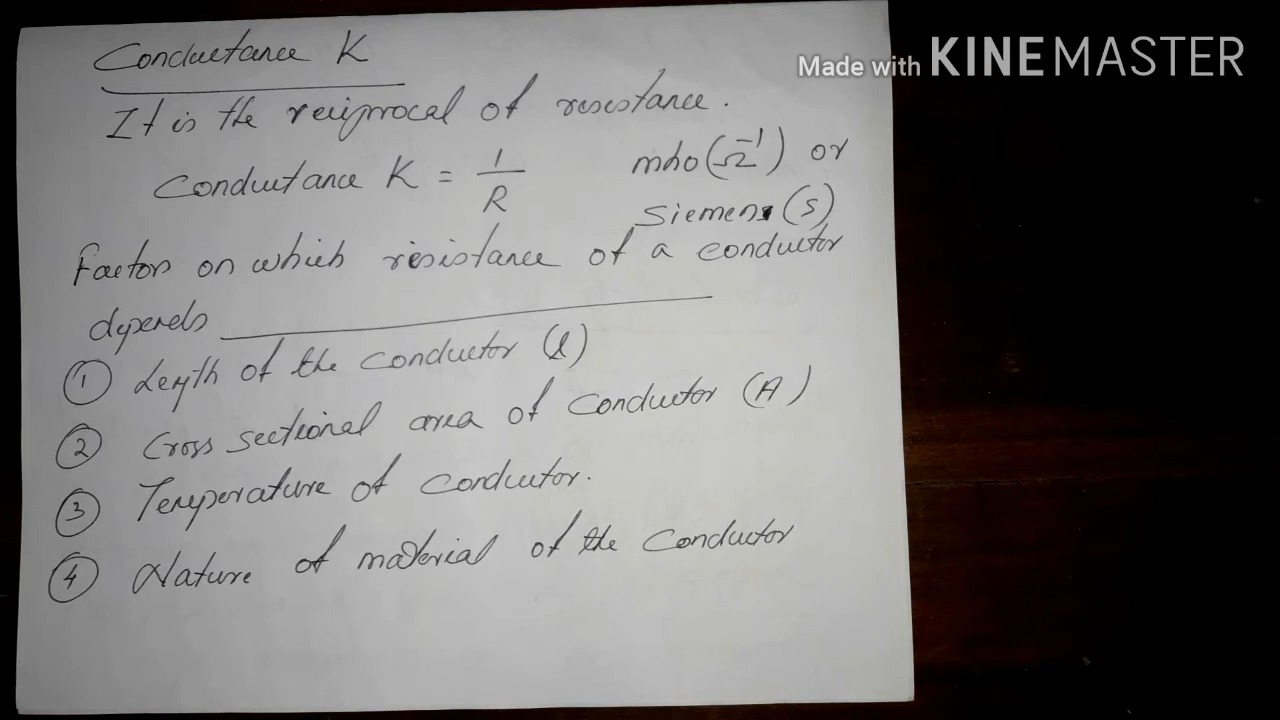 Conductance K
Made with KINEMASTER
It is the reciprocal of resistance.
Conductance K = 1/R
mho(Ω⁻¹) or
Siemens(S)
Factors on which resistance of a conductor
depends
① Length of the conductor (l)
② Cross sectional area of conductor (A)
③ Temperature of conductor.
④ Nature of material of the conductor